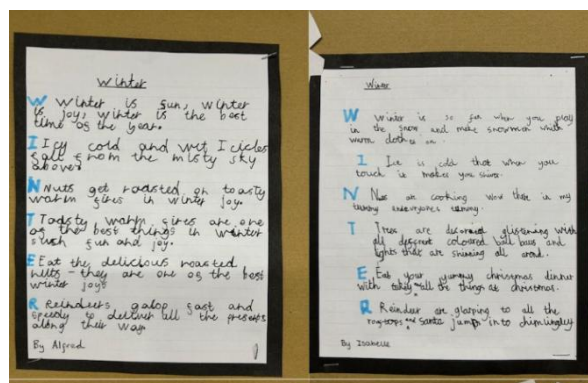 Winter
W Winter is fun, winter
is joy, winter is the best
time of the year.
I Icy cold and wet Icicles
fall from the misty sky
above
N Nuts get roasted on toasty
warm fires in winter joy.
T Toasty warm fires are one
of the best things in winter
such fun and joy.
E Eat the delicious roasted
nuts - they are one of the best
winter joys
R Reindeers galop fast and
speedy to deliver all the presents
along their way.
By Alfred
Winter
W Winter is so fun when you play
in the snow and make snowmen with
warm clothes on.
I Ice is cold that when you
touch it makes you shiver.
N Nuts are cooking now there in my
tummy
T Trees are decorated glistening with
all coloured ball balls and
lights that are shining all
E Eat your yummy christmas dinner
with all the things at christmas.
R Reindeer are to all the
rooftops santa jumps into
By Isabelle